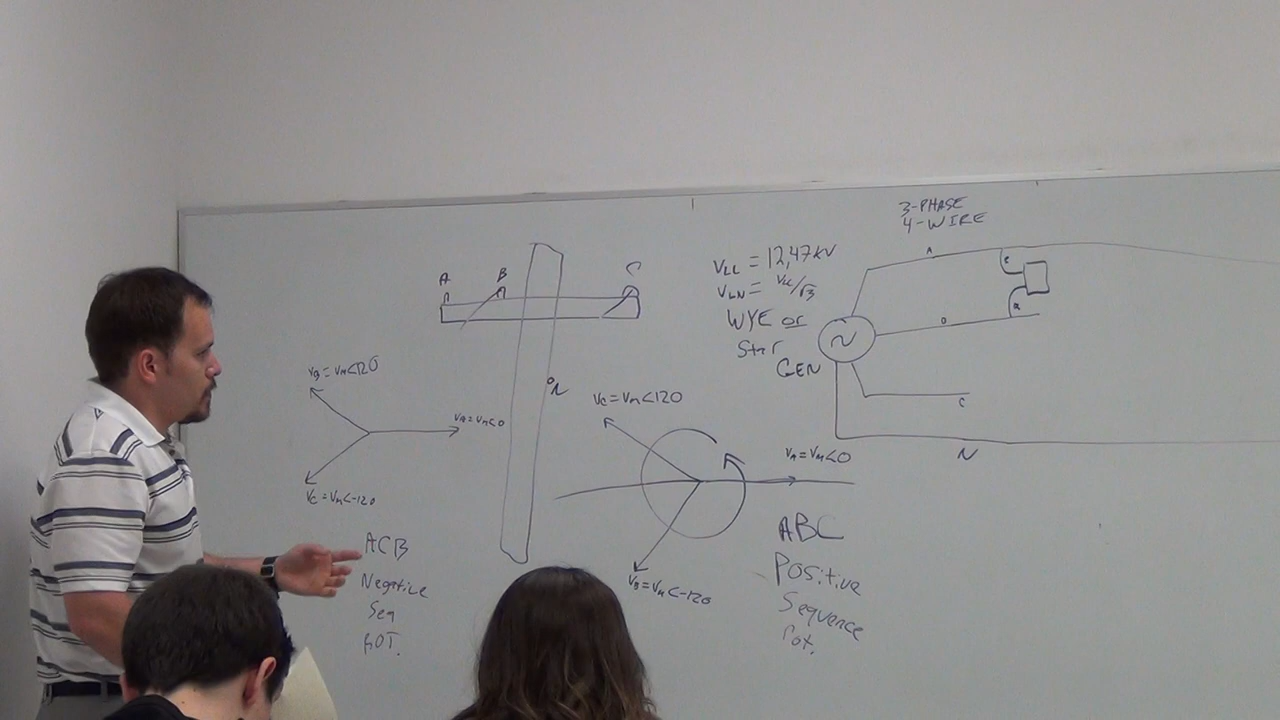 3-PHASE
4-WIRE
A B C
N
VLL = 12,47kV
VLN = VLL/√3
WYE or
Star
GEN
A
C
N
VB = VM<120
VA = VM<0
VC = VM<-120
ACB
Negative
Seq
ROT.
VC = VM<120
VA = VM<0
VB = VM<-120
ABC
Positive
Sequence
Rot.